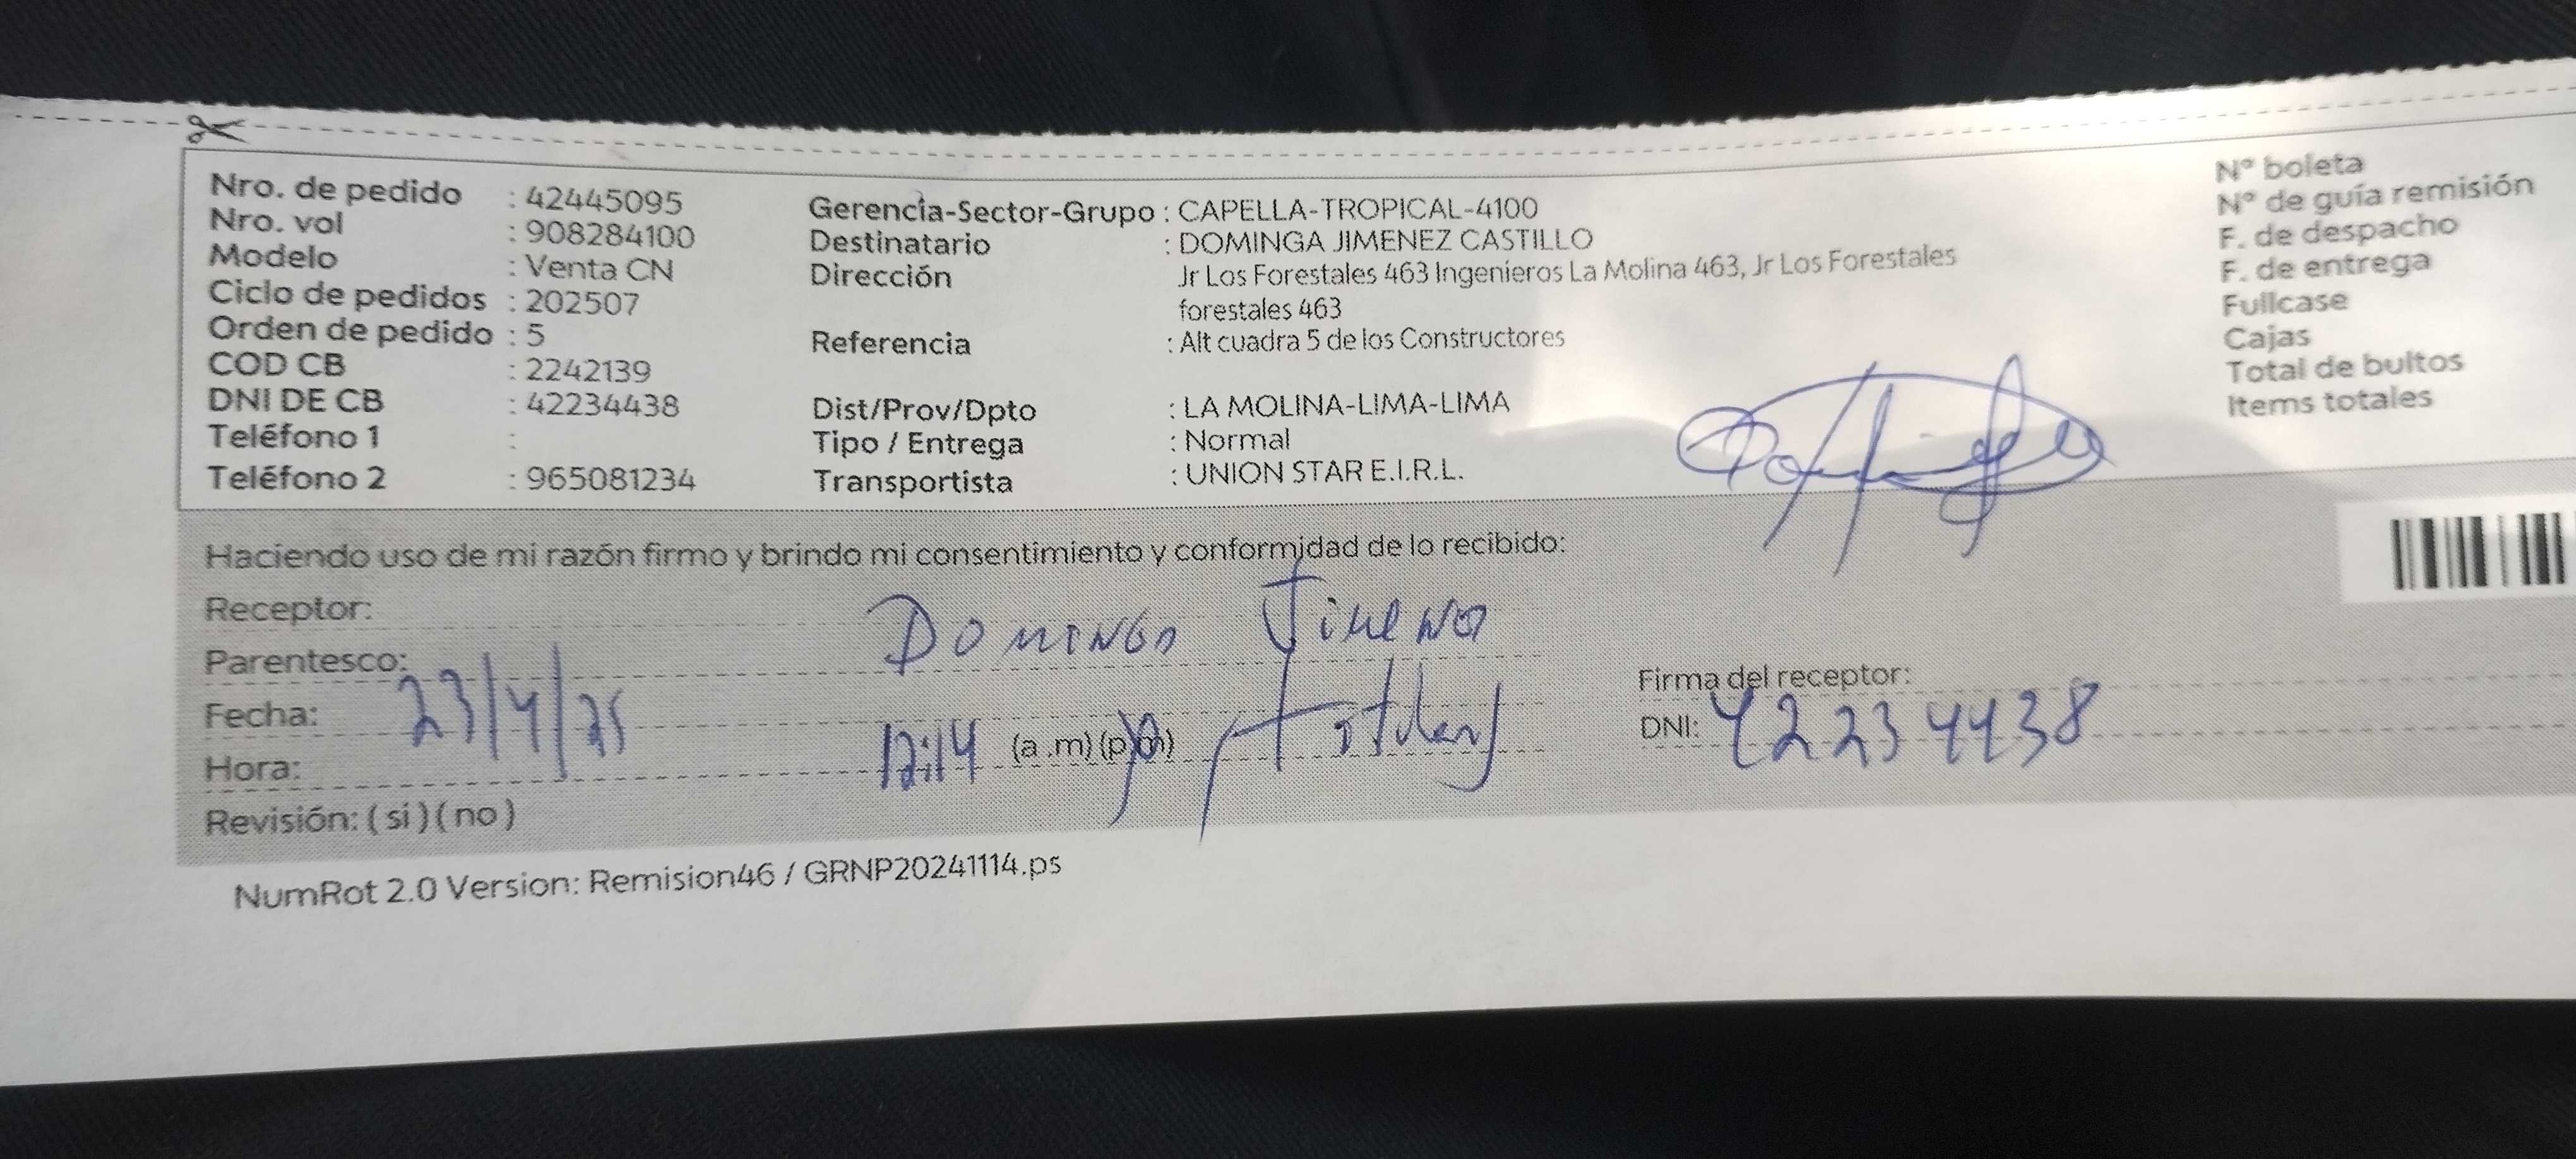 Nro. de pedido : 42445095
Nro. vol : 908284100
Modelo : Venta CN
Ciclo de pedidos : 202507
Orden de pedido : 5
COD CB : 2242139
DNI DE CB : 42234438
Teléfono 1 :
Teléfono 2 : 965081234
Gerencia-Sector-Grupo : CAPELLA-TROPICAL-4100
Destinatario : DOMINGA JIMENEZ CASTILLO
Dirección Jr Los Forestales 463 Ingenieros La Molina 463, Jr Los Forestales
forestales 463
Referencia : Alt cuadra 5 de los Constructores
Dist/Prov/Dpto : LA MOLINA-LIMA-LIMA
Tipo / Entrega : Normal
Transportista : UNION STAR E.I.R.L.
N° boleta
N° de guía remisión
F. de despacho
F. de entrega
Fullcase
Cajas
Total de bultos
Items totales
Haciendo uso de mi razón firmo y brindo mi consentimiento y conformidad de lo recibido:
Receptor: DOMINGA
Parentesco:
Fecha: 23/4/25
Hora: 12:14 (a.m) (p.m)
Revisión: ( si ) ( no )
Firma del receptor:
DNI: 42234438
NumRot 2.0 Version: Remision46 / GRNP20241114.ps